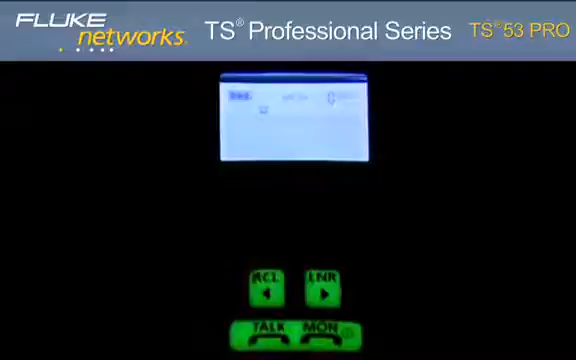 FLUKE
networks®
TS® Professional Series
TS®53 PRO
RCL
LNR
TALK
MON